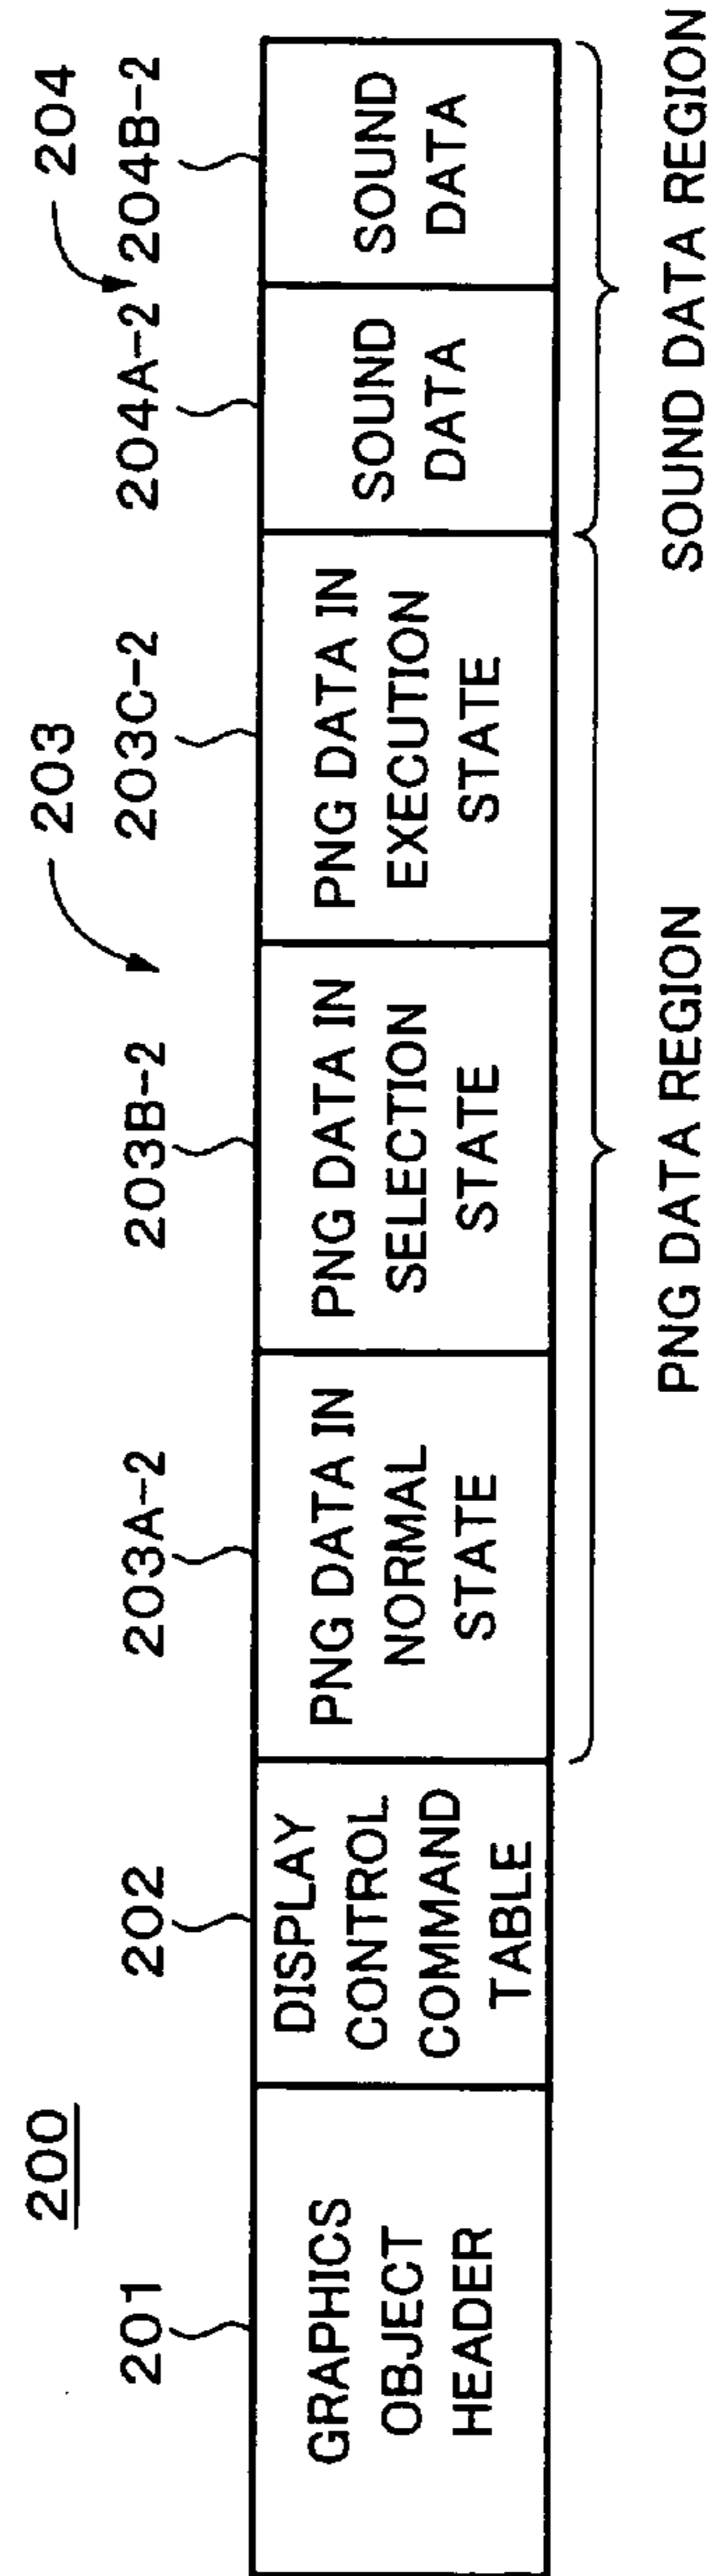 200
201
202
203A-2
203B-2
203
203C-2
204A-2
204
204B-2
GRAPHICS
OBJECT
HEADER
DISPLAY
CONTROL
COMMAND
TABLE
PNG DATA IN
NORMAL
STATE
PNG DATA IN
SELECTION
STATE
PNG DATA IN
EXECUTION
STATE
SOUND
DATA
SOUND
DATA
PNG DATA REGION
SOUND DATA REGION